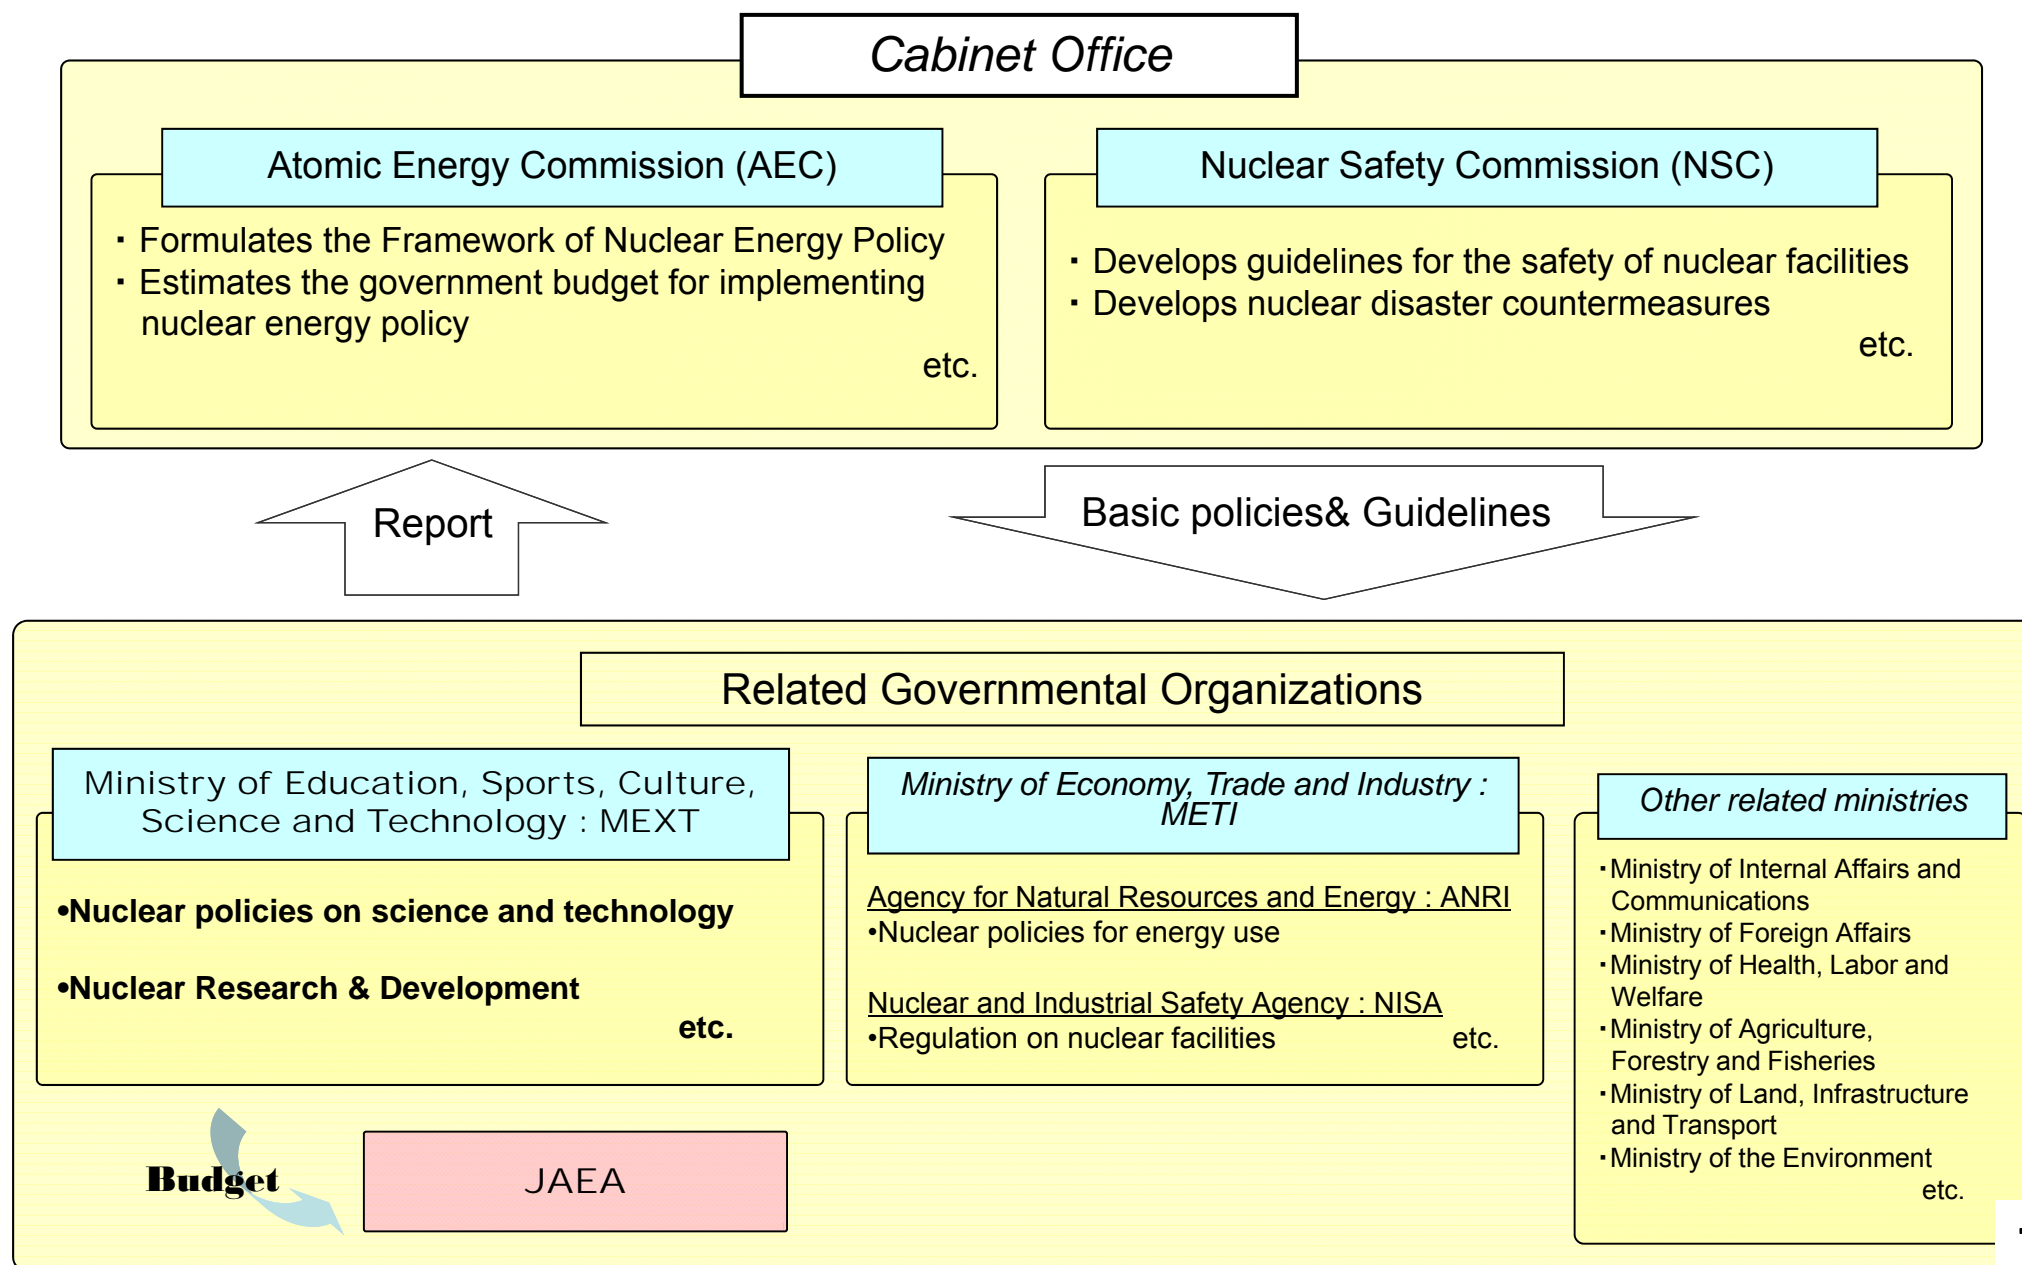 Cabinet Office
Atomic Energy Commission (AEC)
・Formulates the Framework of Nuclear Energy Policy
・Estimates the government budget for implementing
nuclear energy policy
etc.
Nuclear Safety Commission (NSC)
・Develops guidelines for the safety of nuclear facilities
・Develops nuclear disaster countermeasures
etc.
Report
Basic policies& Guidelines
Related Governmental Organizations
Ministry of Education, Sports, Culture,
Science and Technology : MEXT
•Nuclear policies on science and technology
•Nuclear Research & Development
etc.
Ministry of Economy, Trade and Industry :
METI
Agency for Natural Resources and Energy : ANRI
•Nuclear policies for energy use
Nuclear and Industrial Safety Agency : NISA
•Regulation on nuclear facilities etc.
Other related ministries
・Ministry of Internal Affairs and
Communications
・Ministry of Foreign Affairs
・Ministry of Health, Labor and
Welfare
・Ministry of Agriculture,
Forestry and Fisheries
・Ministry of Land, Infrastructure
and Transport
・Ministry of the Environment
etc.
Budget
JAEA